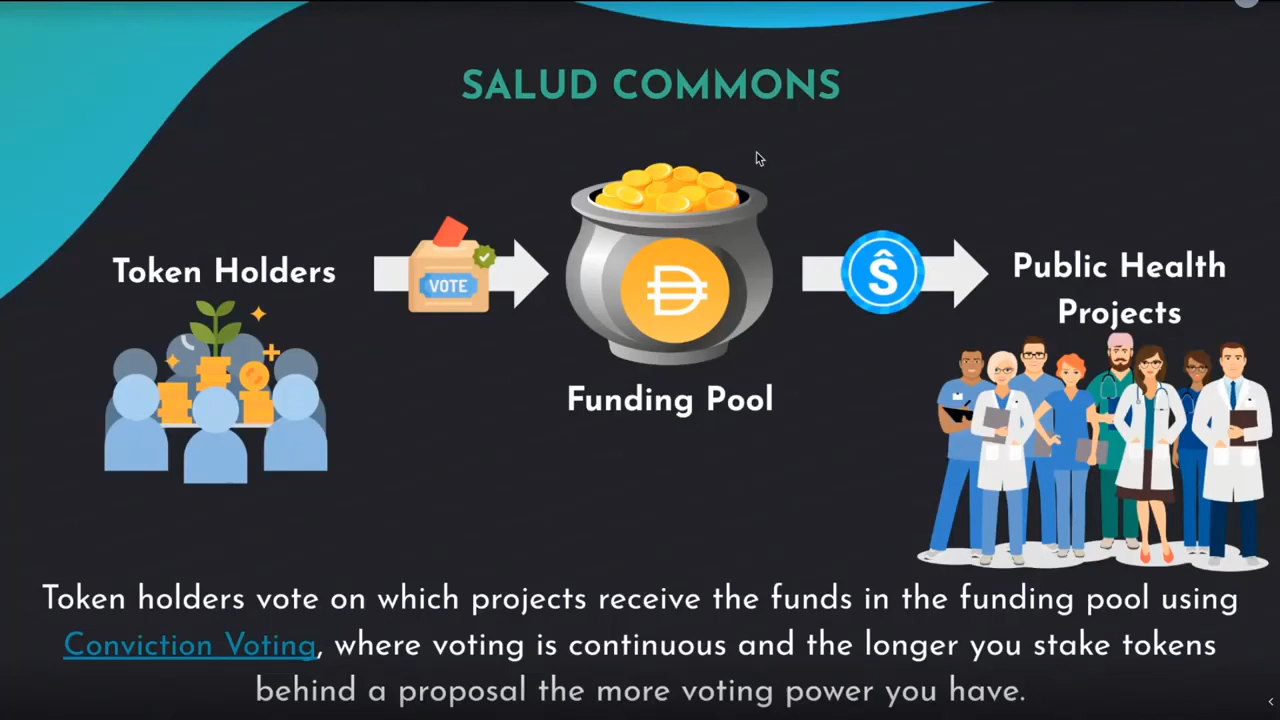 SALUD COMMONS
Token Holders
VOTE
Funding Pool
Ŝ
Public Health
Projects
Token holders vote on which projects receive the funds in the funding pool using
Conviction Voting, where voting is continuous and the longer you stake tokens
behind a proposal the more voting power you have.